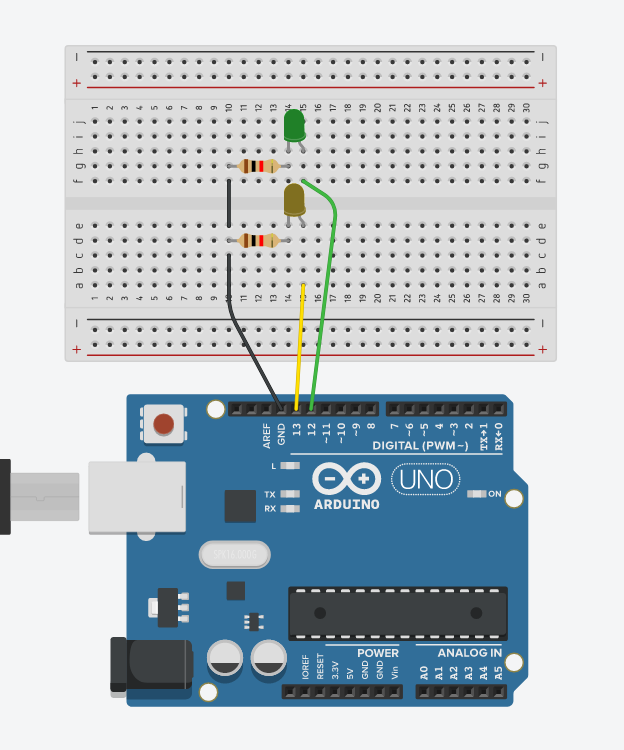 − −
+ +
1 2 3 4 5 6 7 8 9 10 11 12 13 14 15 16 17 18 19 20 21 22 23 24 25 26 27 28 29 30
j j
i i
h h
g g
f f
e e
d d
c c
b b
a a
1 2 3 4 5 6 7 8 9 10 11 12 13 14 15 16 17 18 19 20 21 22 23 24 25 26 27 28 29 30
− −
+ +
AREF GND 13 12 ~11 ~10 ~9 8 7 ~6 ~5 4 ~3 2 TX→1 RX←0
DIGITAL (PWM~)
L
TX
RX
UNO
ON
ARDUINO
POWER ANALOG IN
IOREF RESET 3.3V 5V GND GND Vin A0 A1 A2 A3 A4 A5